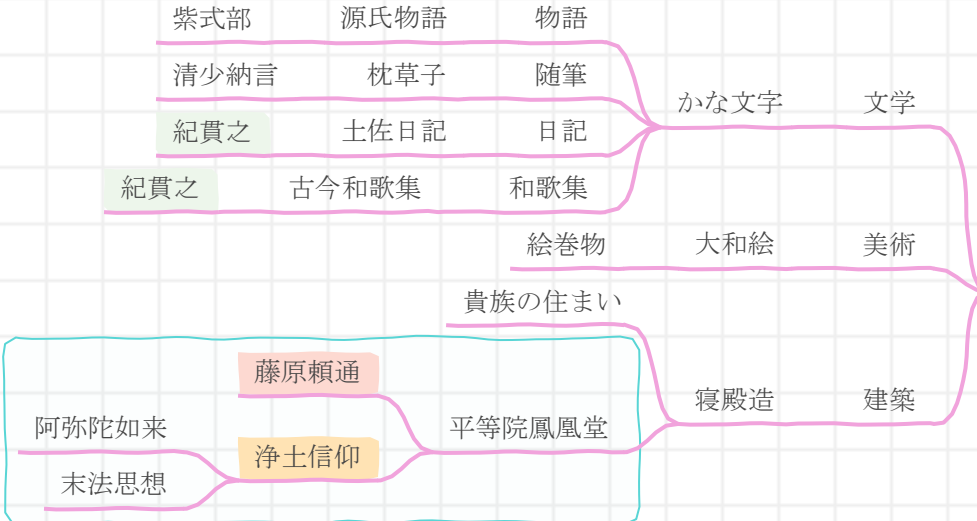 紫式部 源氏物語 物語
清少納言 枕草子 随筆
かな文字 文学
紀貫之 土佐日記 日記
紀貫之 古今和歌集 和歌集
絵巻物 大和絵 美術
貴族の住まい
藤原頼通
寝殿造 建築
阿弥陀如来
平等院鳳凰堂
浄土信仰
末法思想